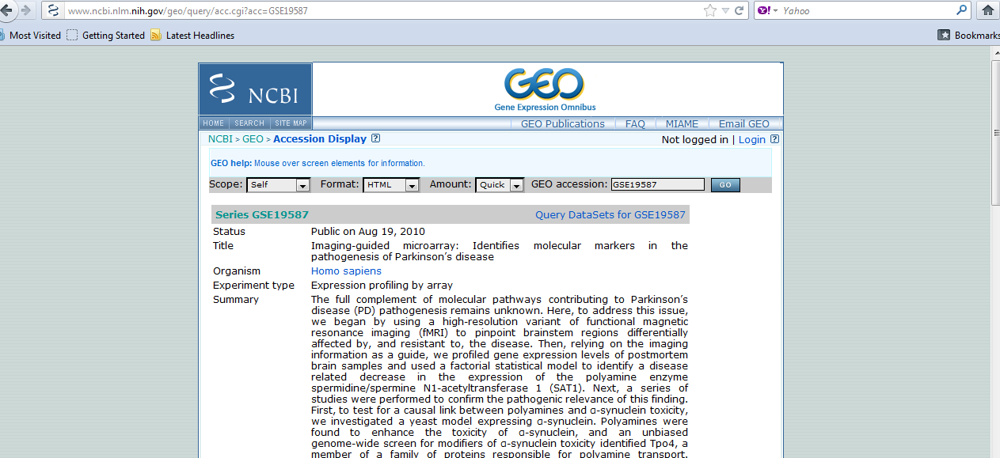 www.ncbi.nlm.nih.gov/geo/query/acc.cgi?acc=GSE19587
Yahoo
Most Visited Getting Started Latest Headlines
Bookmarks
NCBI
GEO
Gene Expression Omnibus
HOME SEARCH SITE MAP
GEO Publications FAQ MIAME Email GEO
NCBI > GEO > Accession Display ?
Not logged in | Login ?
GEO help: Mouse over screen elements for information.
Scope: Self Format: HTML Amount: Quick GEO accession: GSE19587 GO
Series GSE19587 Query DataSets for GSE19587
Status Public on Aug 19, 2010
Title Imaging-guided microarray: Identifies molecular markers in the
pathogenesis of Parkinson’s disease
Organism Homo sapiens
Experiment type Expression profiling by array
Summary The full complement of molecular pathways contributing to Parkinson’s
disease (PD) pathogenesis remains unknown. Here, to address this issue,
we began by using a high-resolution variant of functional magnetic
resonance imaging (fMRI) to pinpoint brainstem regions differentially
affected by, and resistant to, the disease. Then, relying on the imaging
information as a guide, we profiled gene expression levels of postmortem
brain samples and used a factorial statistical model to identify a disease
related decrease in the expression of the polyamine enzyme
spermidine/spermine N1-acetyltransferase 1 (SAT1). Next, a series of
studies were performed to confirm the pathogenic relevance of this finding.
First, to test for a causal link between polyamines and α-synuclein toxicity,
we investigated a yeast model expressing α-synuclein. Polyamines were
found to enhance the toxicity of α-synuclein, and an unbiased
genome-wide screen for modifiers of α-synuclein toxicity identified Tpo4, a
member of a family of proteins responsible for polyamine transport.